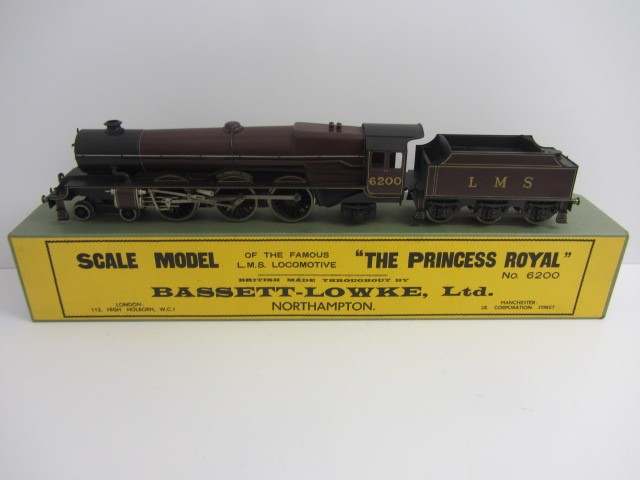 6200
L M S
SCALE MODEL OF THE FAMOUS L.M.S. LOCOMOTIVE "THE PRINCESS ROYAL"
No. 6200
BRITISH MADE THROUGHOUT BY
BASSETT-LOWKE, Ltd.
NORTHAMPTON.
LONDON:
112, HIGH HOLBORN, W.C.1
MANCHESTER:
28, CORPORATION STREET